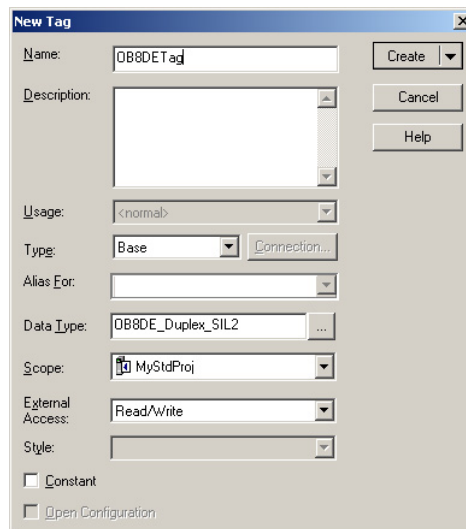 New Tag
Name: OB8DETag
Create
Description:
Cancel
Help
Usage: <normal>
Type: Base Connection...
Alias For:
Data Type: OB8DE_Duplex_SIL2 ...
Scope: MyStdProj
External Access: Read/Write
Style:
Constant
Open Configuration